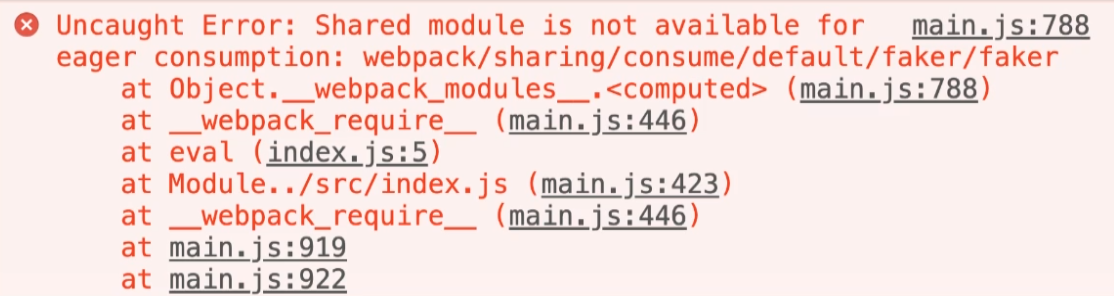 Uncaught Error: Shared module is not available for main.js:788
eager consumption: webpack/sharing/consume/default/faker/faker
at Object.__webpack_modules__.<computed> (main.js:788)
at __webpack_require__ (main.js:446)
at eval (index.js:5)
at Module../src/index.js (main.js:423)
at __webpack_require__ (main.js:446)
at main.js:919
at main.js:922